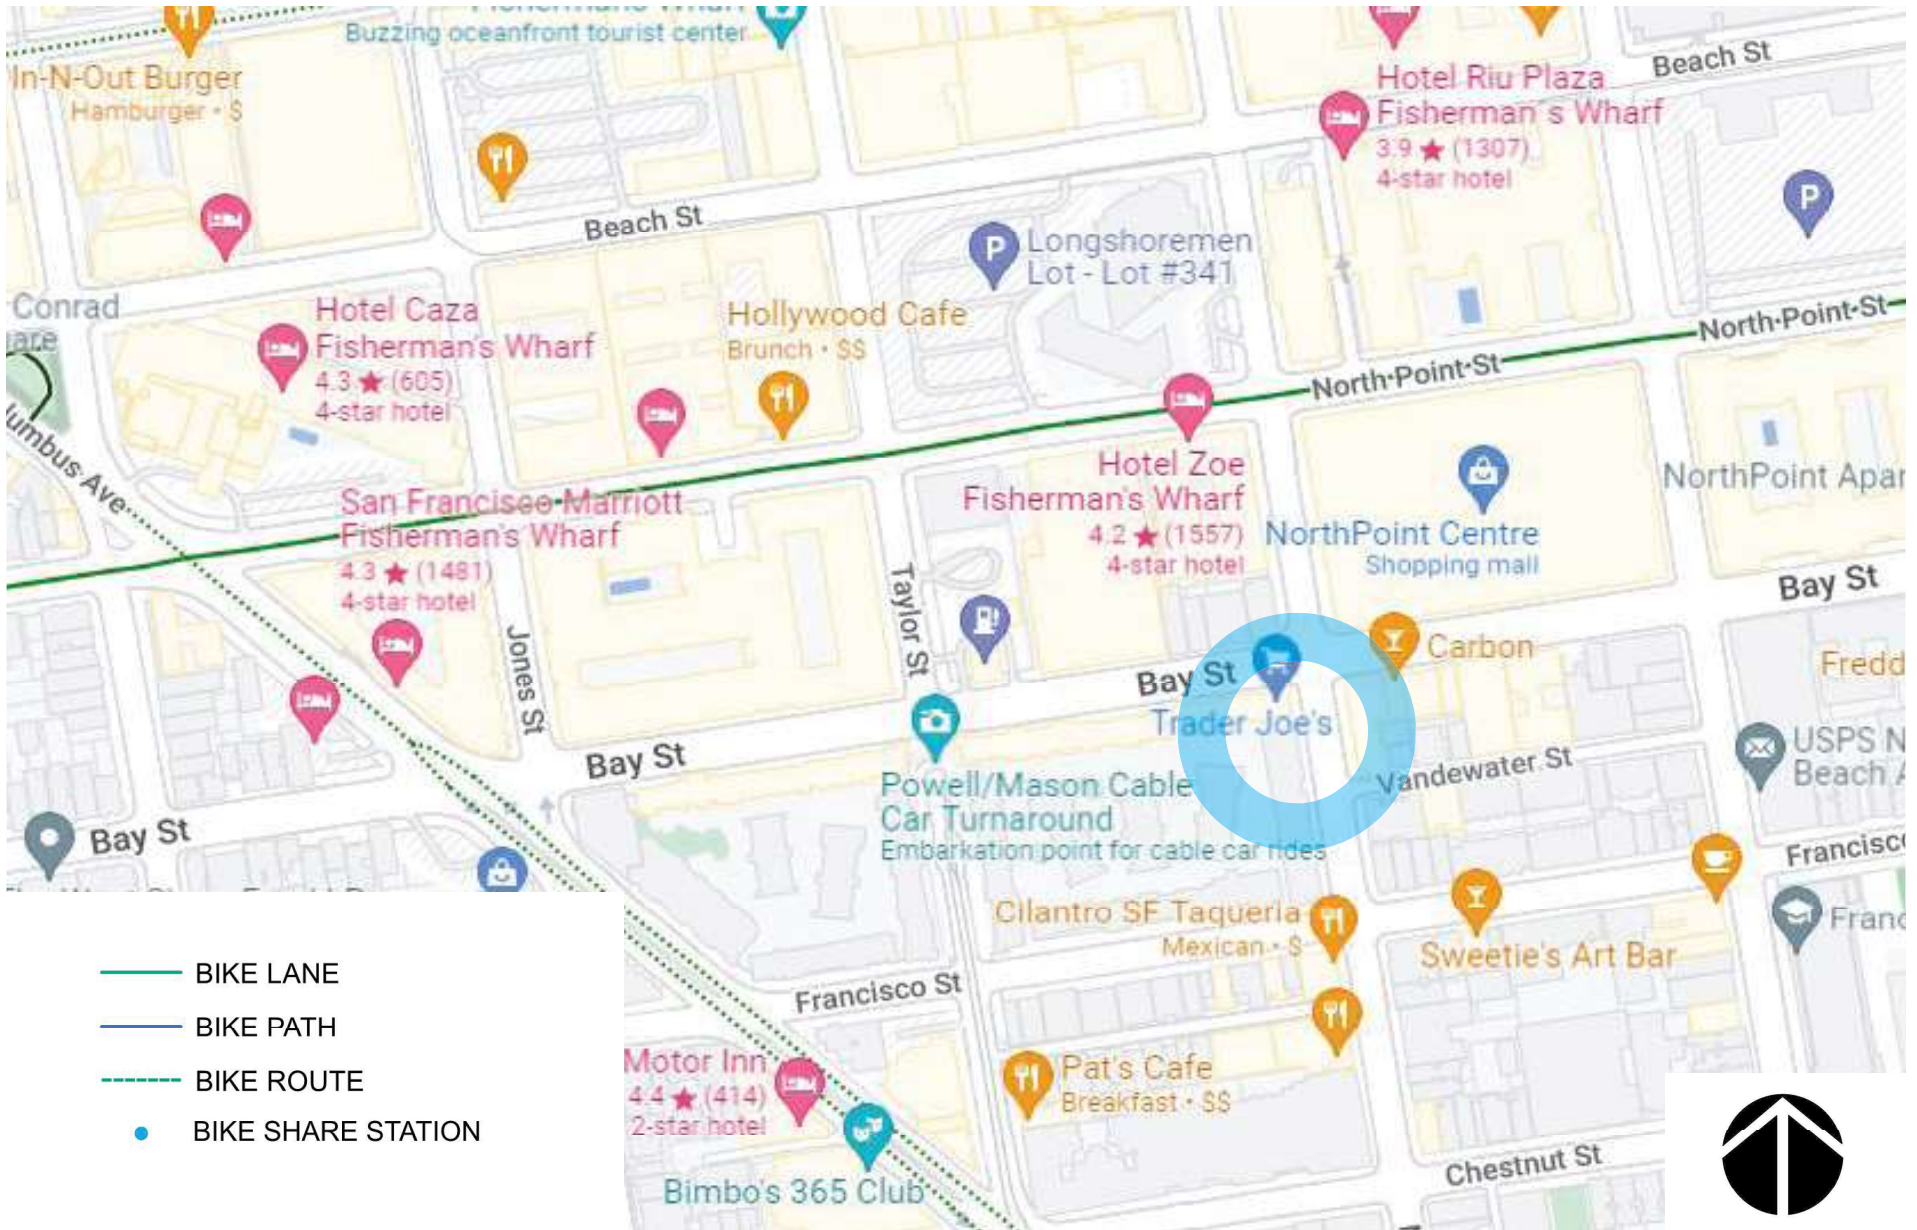 Fishermans Wharf
Buzzing oceanfront tourist center
Beach St
In-N-Out Burger
Hamburger • $
Hotel Riu Plaza
Fisherman´s Wharf
3.9 ★ (1307)
4-star hotel
P
Beach St
P
Longshoremen
Lot - Lot #341
Conrad
Hotel Caza
Fisherman's Wharf
4.3 ★ (605)
4-star hotel
Hollywood Cafe
Brunch • $$
North Point St
North Point St
lumbus Ave
San Francisco Marriott
Fisherman's Wharf
4.3 ★ (1481)
4-star hotel
Hotel Zoe
Fisherman's Wharf
4.2 ★ (1557)
4-star hotel
NorthPoint Centre
Shopping mall
NorthPoint Apar
Bay St
Taylor St
Jones St
Carbon
Fredd
Bay St
Trader Joe's
Bay St
Vandewater St
USPS N
Beach A
Powell/Mason Cable
Car Turnaround
Embarkation point for cable car rides
Bay St
Francisco
Cilantro SF Taqueria
Mexican • $
Sweetie's Art Bar
Franc
Francisco St
Motor Inn
4.4 ★ (414)
2-star hotel
Pat's Cafe
Breakfast • $$
Bimbo's 365 Club
Chestnut St
BIKE LANE
BIKE PATH
BIKE ROUTE
BIKE SHARE STATION